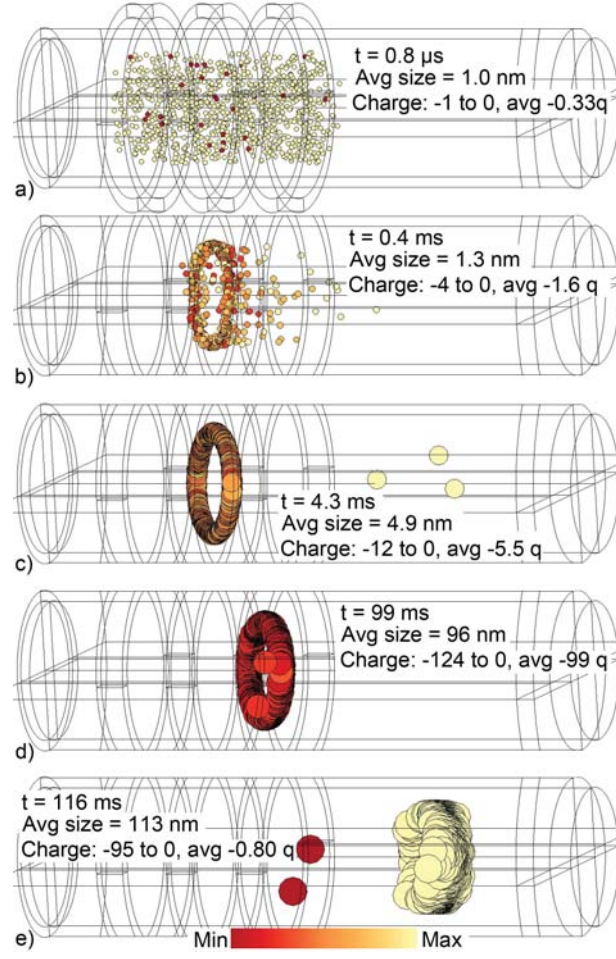 t = 0.8 µs
Avg size = 1.0 nm
Charge: -1 to 0, avg -0.33q
a)
t = 0.4 ms
Avg size = 1.3 nm
Charge: -4 to 0, avg -1.6 q
b)
t = 4.3 ms
Avg size = 4.9 nm
Charge: -12 to 0, avg -5.5 q
c)
t = 99 ms
Avg size = 96 nm
Charge: -124 to 0, avg -99 q
d)
t = 116 ms
Avg size = 113 nm
Charge: -95 to 0, avg -0.80 q
e)
Min Max